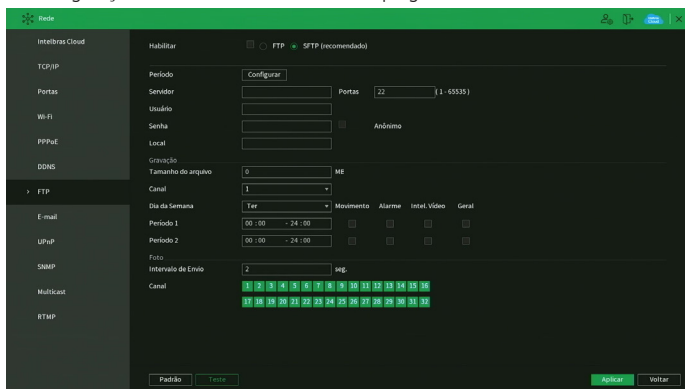 Rede
Intelbras Cloud
TCP/IP
Portas
Wi-Fi
PPPoE
DDNS
FTP
E-mail
UPnP
SNMP
Multicast
RTMP
Habilitar FTP SFTP (recomendado)
Período Configurar
Servidor Portas 22 (1-65535)
Usuário
Senha Anônimo
Local
Gravação
Tamanho do arquivo 0 ME
Canal 1
Dia da Semana Ter Movimento Alarme Intel. Vídeo Geral
Período 1 00 :00 - 24 :00
Período 2 00 :00 - 24 :00
Foto
Intervalo de Envio 2 seg.
Canal 1 2 3 4 5 6 7 8 9 10 11 12 13 14 15 16
17 18 19 20 21 22 23 24 25 26 27 28 29 30 31 32
Padrão Teste Aplicar Voltar